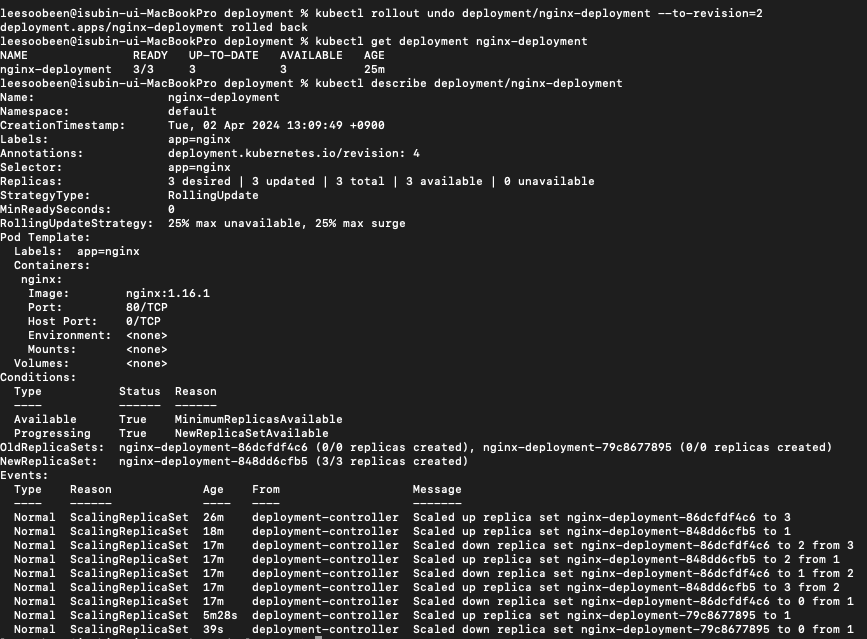 leesoobeen@isubin-ui-MacBookPro deployment % kubectl rollout undo deployment/nginx-deployment --to-revision=2
deployment.apps/nginx-deployment rolled back
leesoobeen@isubin-ui-MacBookPro deployment % kubectl get deployment nginx-deployment
NAME               READY   UP-TO-DATE   AVAILABLE   AGE
nginx-deployment   3/3     3            3           25m
leesoobeen@isubin-ui-MacBookPro deployment % kubectl describe deployment/nginx-deployment
Name:                   nginx-deployment
Namespace:              default
CreationTimestamp:      Tue, 02 Apr 2024 13:09:49 +0900
Labels:                 app=nginx
Annotations:            deployment.kubernetes.io/revision: 4
Selector:               app=nginx
Replicas:               3 desired | 3 updated | 3 total | 3 available | 0 unavailable
StrategyType:           RollingUpdate
MinReadySeconds:        0
RollingUpdateStrategy:  25% max unavailable, 25% max surge
Pod Template:
  Labels:  app=nginx
  Containers:
   nginx:
    Image:        nginx:1.16.1
    Port:         80/TCP
    Host Port:    0/TCP
    Environment:  <none>
    Mounts:       <none>
  Volumes:        <none>
Conditions:
  Type           Status  Reason
  ----           ------  ------
  Available      True    MinimumReplicasAvailable
  Progressing    True    NewReplicaSetAvailable
OldReplicaSets:  nginx-deployment-86dcfdf4c6 (0/0 replicas created), nginx-deployment-79c8677895 (0/0 replicas created)
NewReplicaSet:   nginx-deployment-848dd6cfb5 (3/3 replicas created)
Events:
  Type    Reason             Age    From                   Message
  ----    ------             ----   ----                   -------
  Normal  ScalingReplicaSet  26m    deployment-controller  Scaled up replica set nginx-deployment-86dcfdf4c6 to 3
  Normal  ScalingReplicaSet  18m    deployment-controller  Scaled up replica set nginx-deployment-848dd6cfb5 to 1
  Normal  ScalingReplicaSet  17m    deployment-controller  Scaled down replica set nginx-deployment-86dcfdf4c6 to 2 from 3
  Normal  ScalingReplicaSet  17m    deployment-controller  Scaled up replica set nginx-deployment-848dd6cfb5 to 2 from 1
  Normal  ScalingReplicaSet  17m    deployment-controller  Scaled down replica set nginx-deployment-86dcfdf4c6 to 1 from 2
  Normal  ScalingReplicaSet  17m    deployment-controller  Scaled up replica set nginx-deployment-848dd6cfb5 to 3 from 2
  Normal  ScalingReplicaSet  17m    deployment-controller  Scaled down replica set nginx-deployment-86dcfdf4c6 to 0 from 1
  Normal  ScalingReplicaSet  5m28s  deployment-controller  Scaled up replica set nginx-deployment-79c8677895 to 1
  Normal  ScalingReplicaSet  39s    deployment-controller  Scaled down replica set nginx-deployment-79c8677895 to 0 from 1